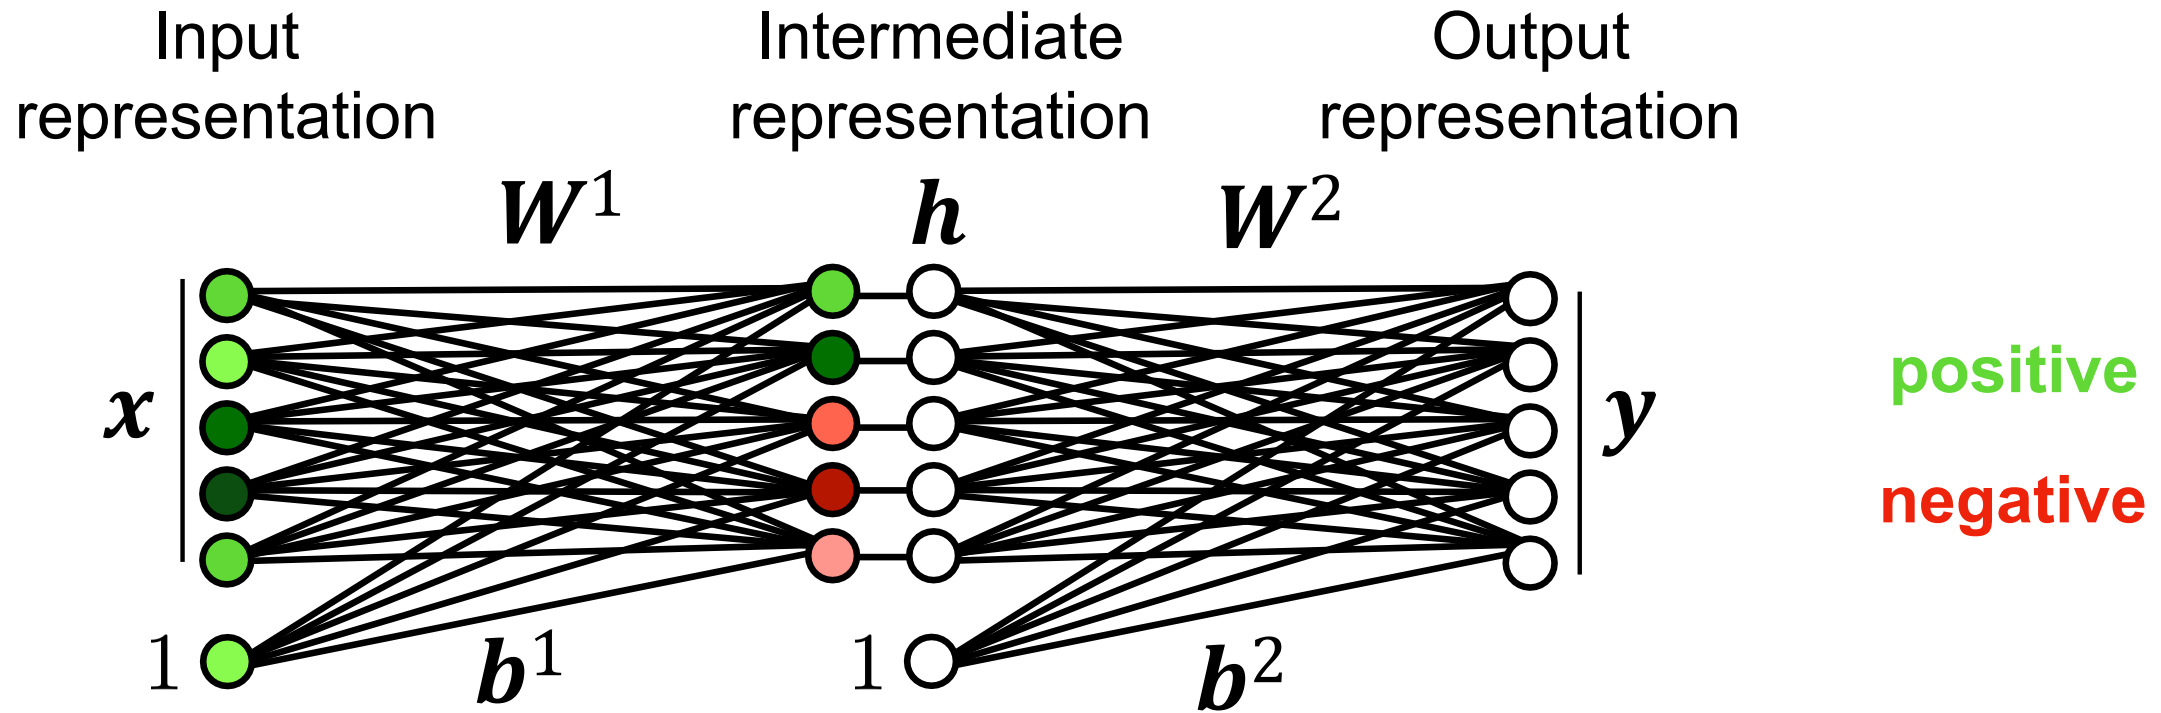 Input
representation
Intermediate
representation
Output
representation
W¹
h
W²
x
y
positive
negative
1
b¹
1
b²